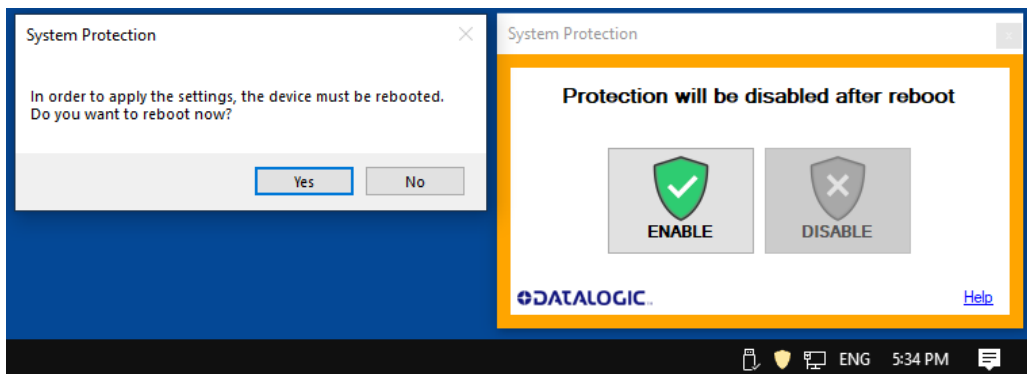 System Protection
In order to apply the settings, the device must be rebooted.
Do you want to reboot now?
Yes
No
System Protection
Protection will be disabled after reboot
ENABLE
DISABLE
DATALOGIC
Help
ENG
5:34 PM